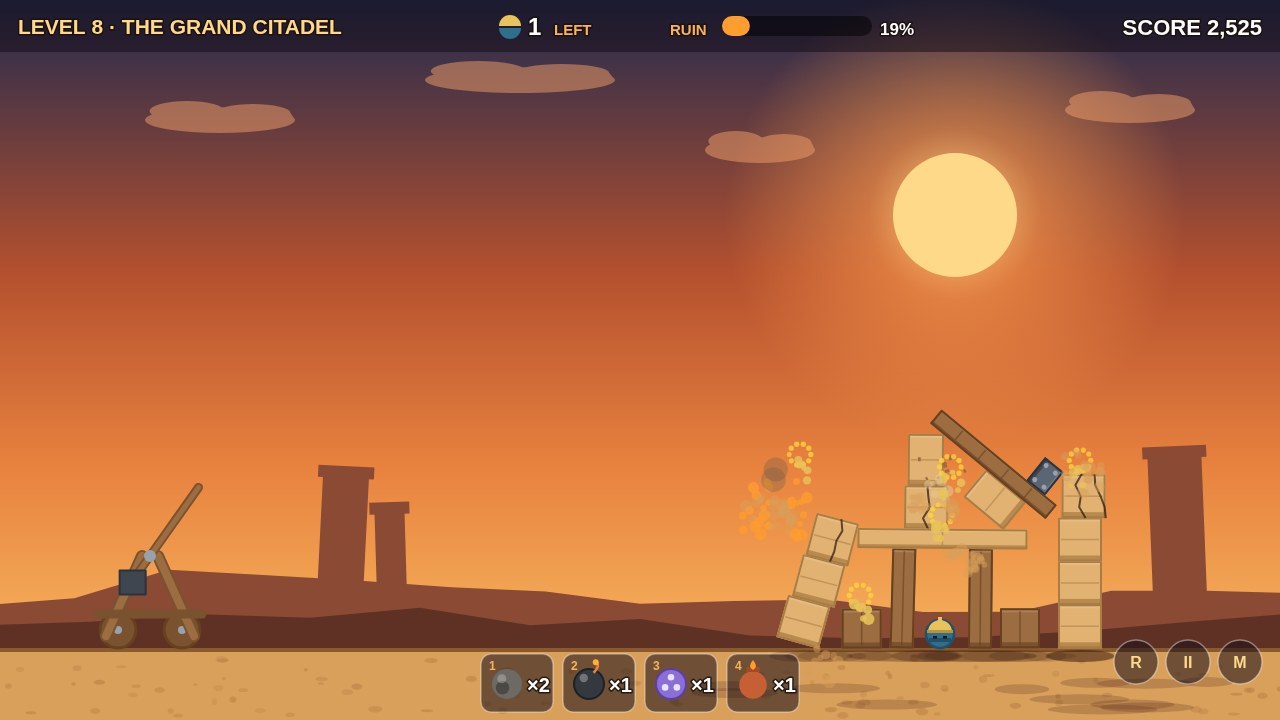 LEVEL 8 · THE GRAND CITADEL
1 LEFT
RUIN 19%
SCORE 2,525
1 ×2
2 ×1
3 ×1
4 ×1
R
II
M